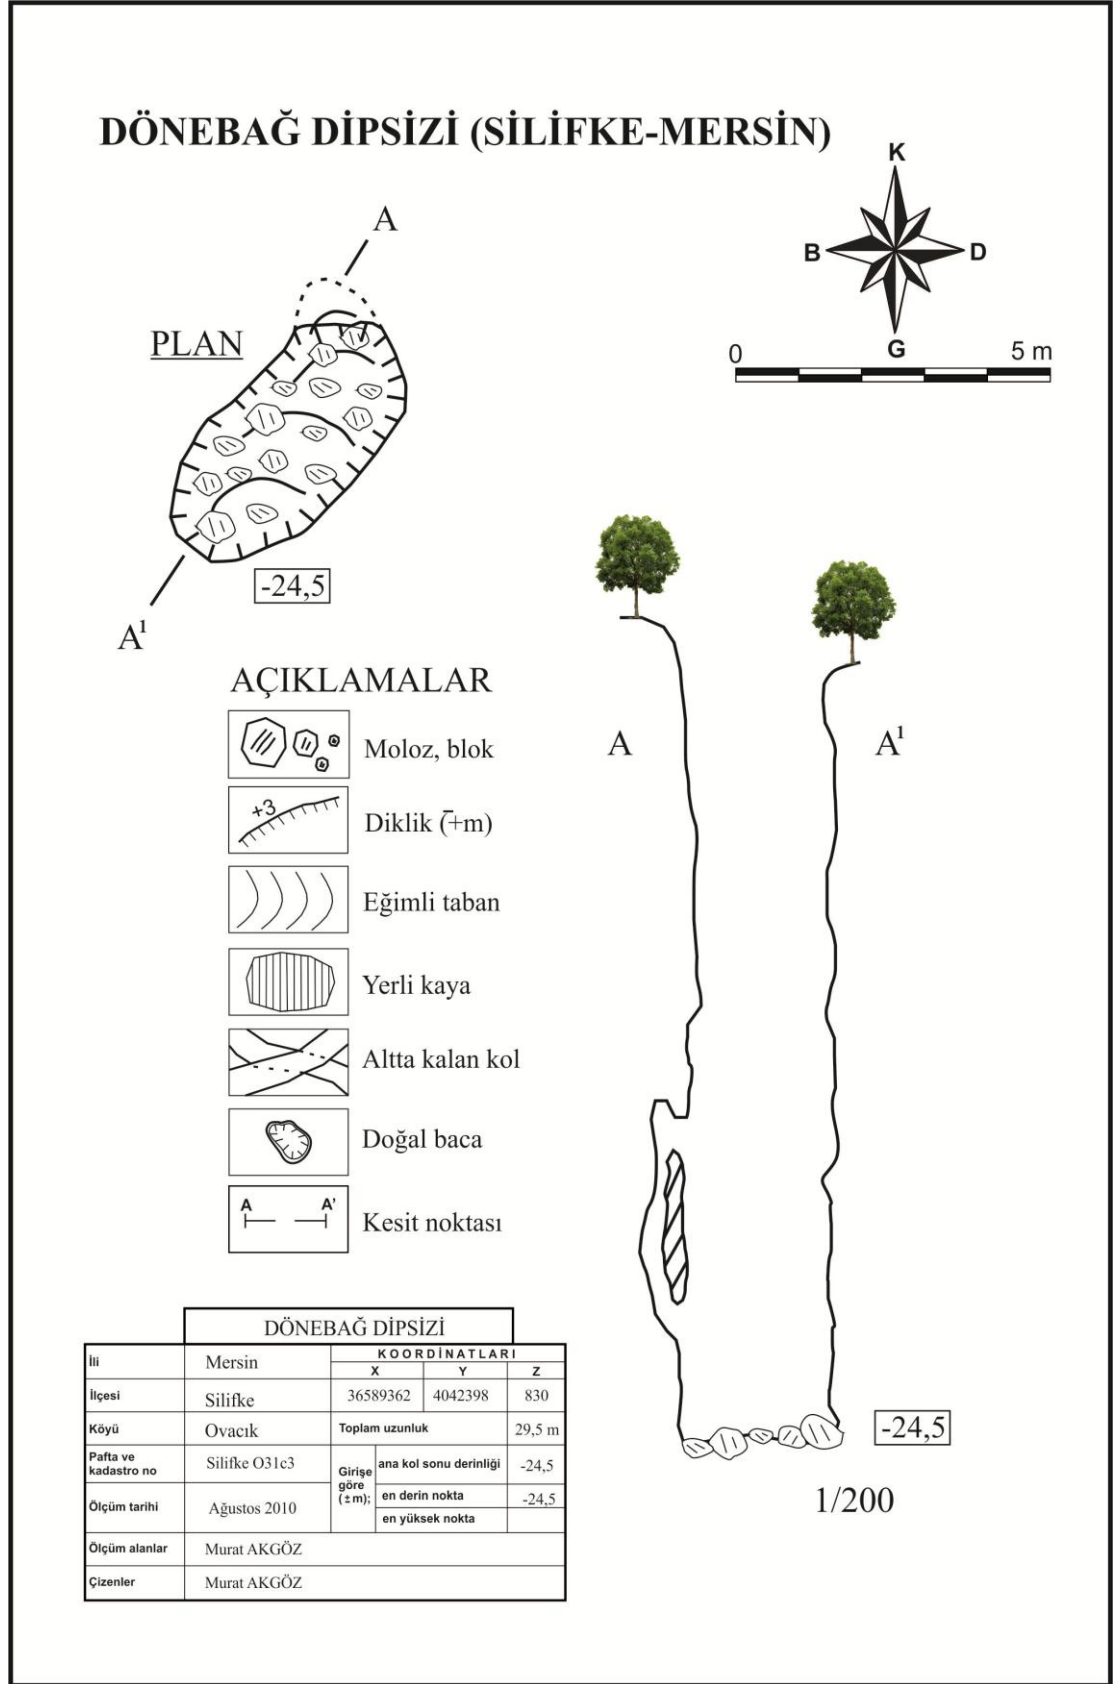 DÖNEBAĞ DİPSİZİ (SİLİFKE-MERSİN)
K
B D
G
0 5 m
A
PLAN
-24,5
A¹
AÇIKLAMALAR
Moloz, blok
+3
Diklik (∓m)
Eğimli taban
Yerli kaya
Altta kalan kol
Doğal baca
A A'
Kesit noktası
A A¹
-24,5
1/200
DÖNEBAĞ DİPSİZİ
İli Mersin KOORDİNATLARI
X Y Z
İlçesi Silifke 36589362 4042398 830
Köyü Ovacık Toplam uzunluk 29,5 m
Pafta ve
kadastro no Silifke O31c3
Girişe
göre
(±m);
ana kol sonu derinliği -24,5
Ölçüm tarihi Ağustos 2010
en derin nokta -24,5
en yüksek nokta
Ölçüm alanlar Murat AKGÖZ
Çizenler Murat AKGÖZ